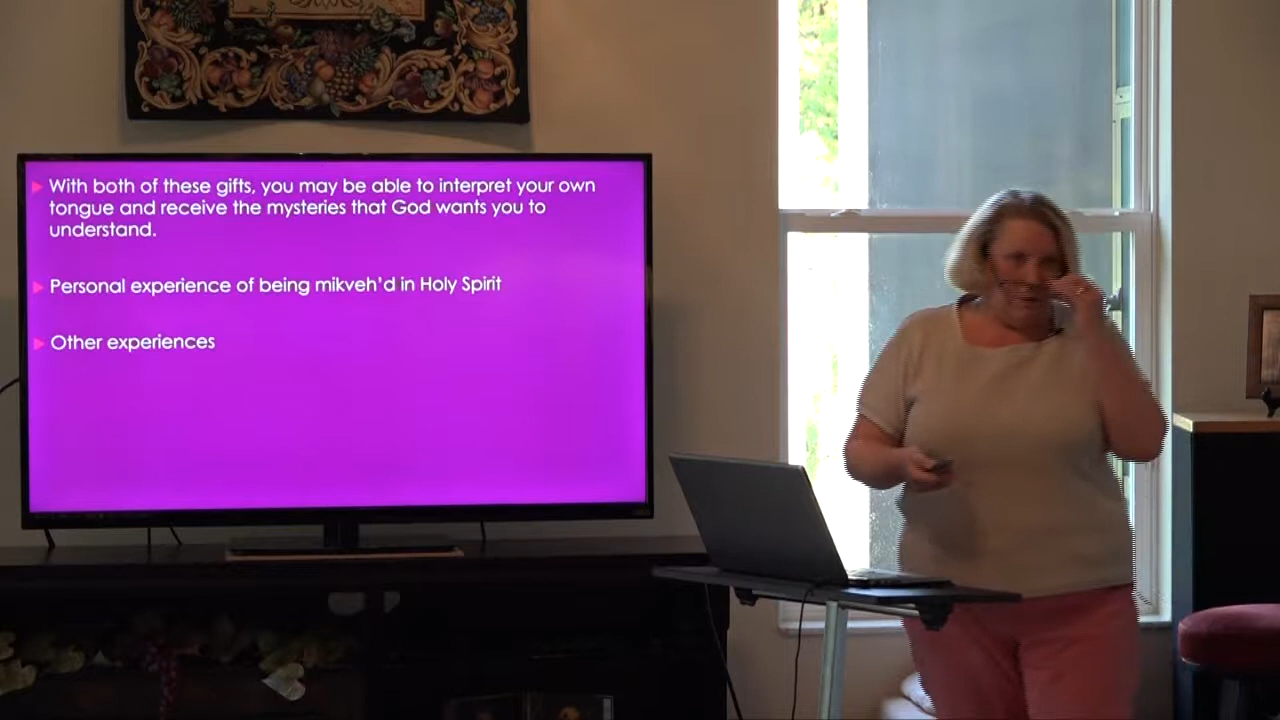 With both of these gifts, you may be able to interpret your own
tongue and receive the mysteries that God wants you to
understand.
Personal experience of being mikveh'd in Holy Spirit
Other experiences